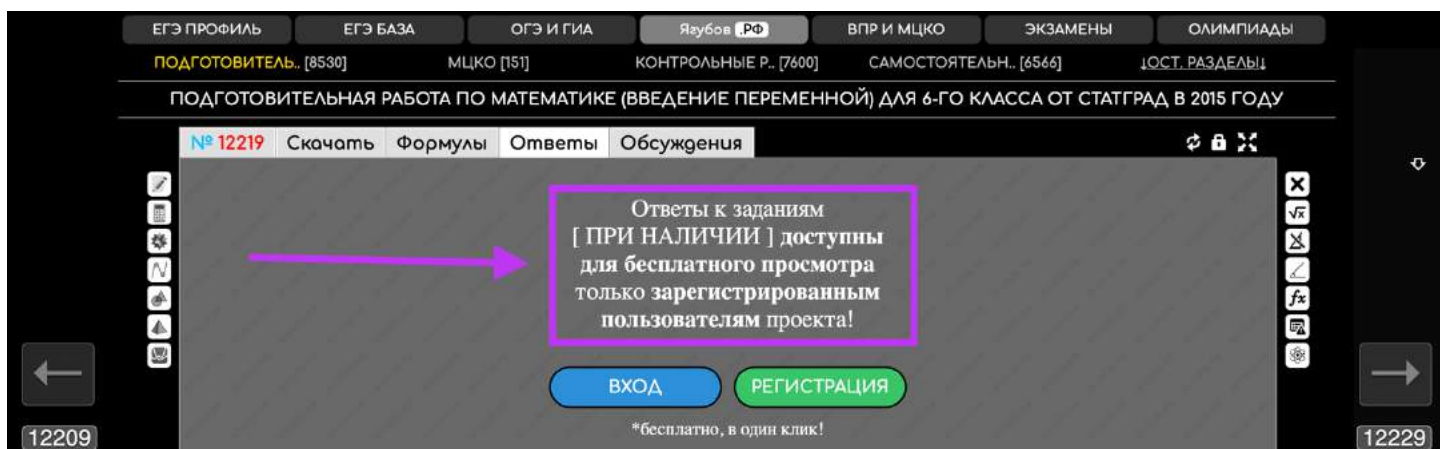 ЕГЭ ПРОФИЛЬ ЕГЭ БАЗА ОГЭ И ГИА Ягубов .РФ ВПР И МЦКО ЭКЗАМЕНЫ ОЛИМПИАДЫ
ПОДГОТОВИТЕЛЬ.. [8530] МЦКО [151] КОНТРОЛЬНЫЕ Р.. [7600] САМОСТОЯТЕЛЬН.. [6566] ↓ОСТ. РАЗДЕЛЫ↓
ПОДГОТОВИТЕЛЬНАЯ РАБОТА ПО МАТЕМАТИКЕ (ВВЕДЕНИЕ ПЕРЕМЕННОЙ) ДЛЯ 6-ГО КЛАССА ОТ СТАТГРАД В 2015 ГОДУ
№ 12219 Скачать Формулы Ответы Обсуждения
Ответы к заданиям
[ ПРИ НАЛИЧИИ ] доступны
для бесплатного просмотра
только зарегистрированным
пользователям проекта!
ВХОД РЕГИСТРАЦИЯ
*бесплатно, в один клик!
12209 12229